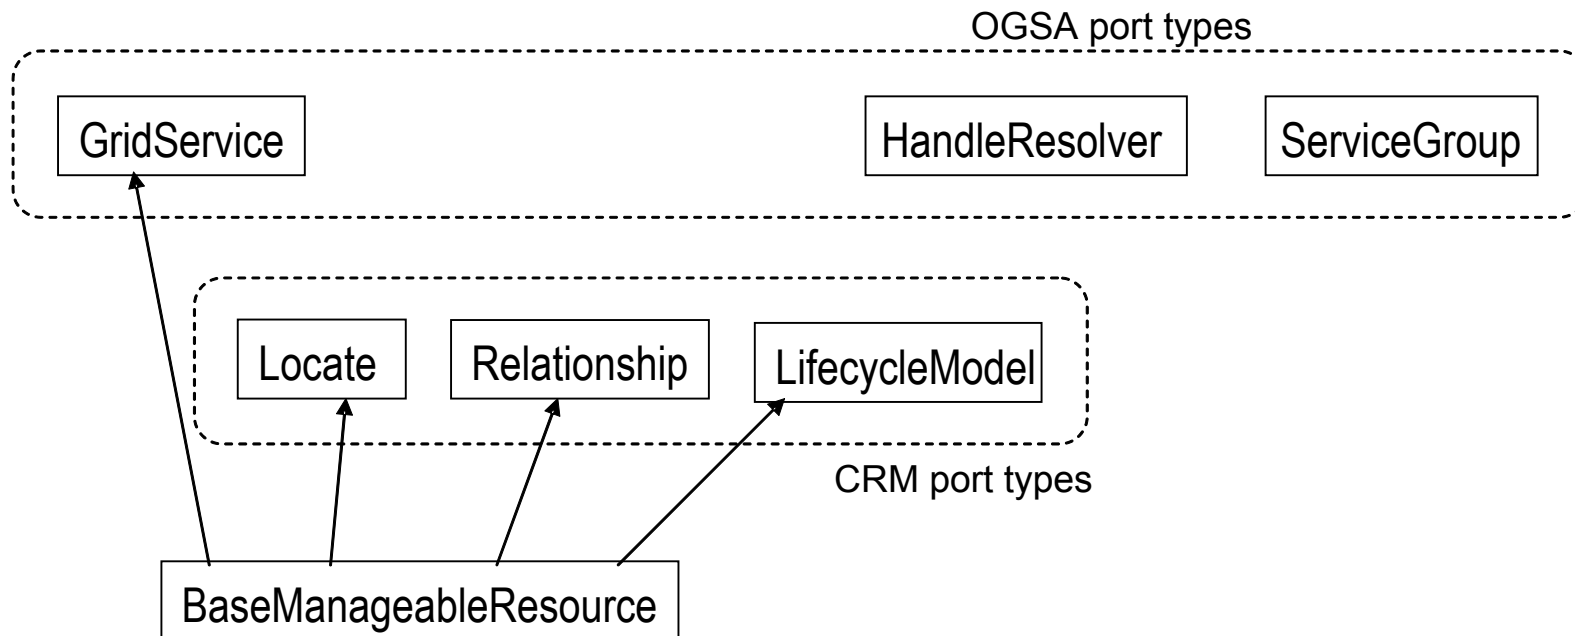 OGSA port types
GridService
HandleResolver
ServiceGroup
Locate
Relationship
LifecycleModel
CRM port types
BaseManageableResource